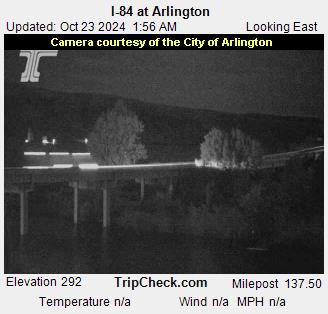 I-84 at Arlington
Updated: Oct 23 2024 1:56 AM Looking East
Camera courtesy of the City of Arlington
Elevation 292 TripCheck.com Milepost 137.50
Temperature n/a Wind n/a MPH n/a